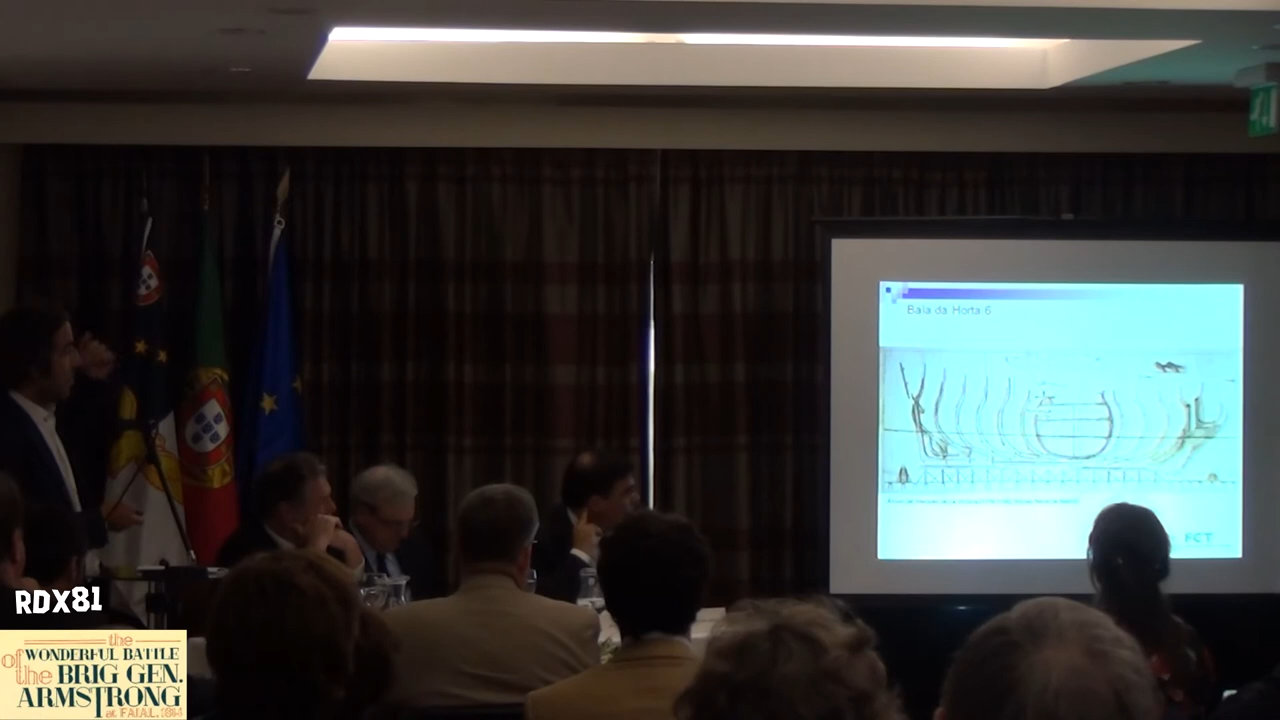 Baía da Horta 6
FCT
RDX81
the
WONDERFUL BATTLE
of the BRIG GEN.
ARMSTRONG
at FAIAL. 1814